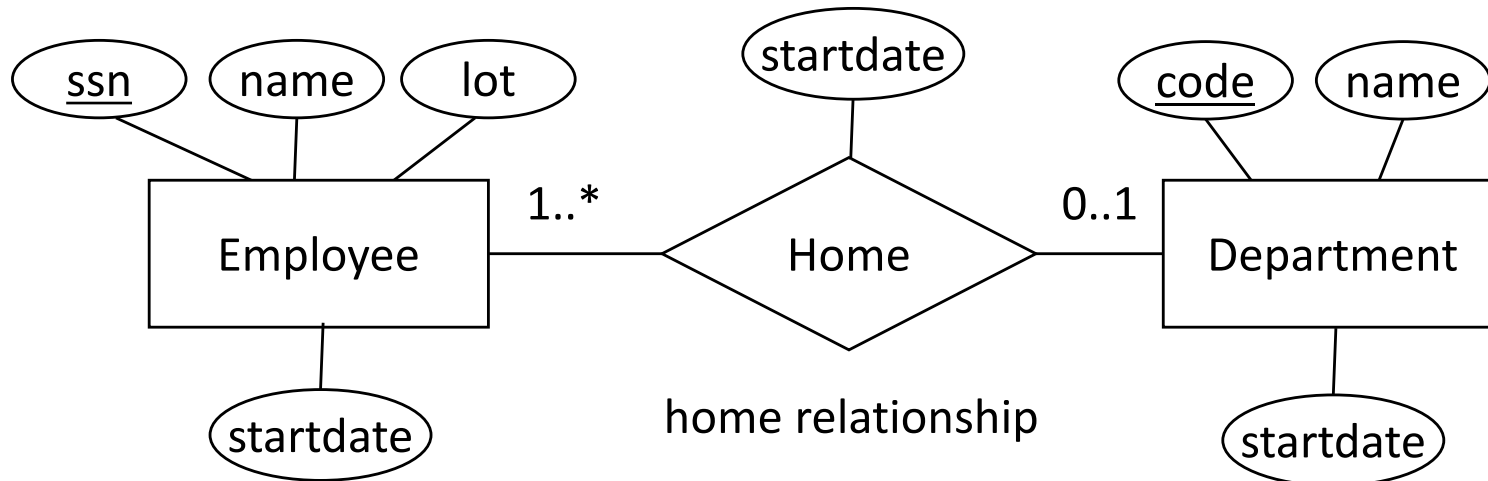 startdate
ssn
name
lot
code
name
1..*
0..1
Employee
Home
Department
home relationship
startdate
startdate